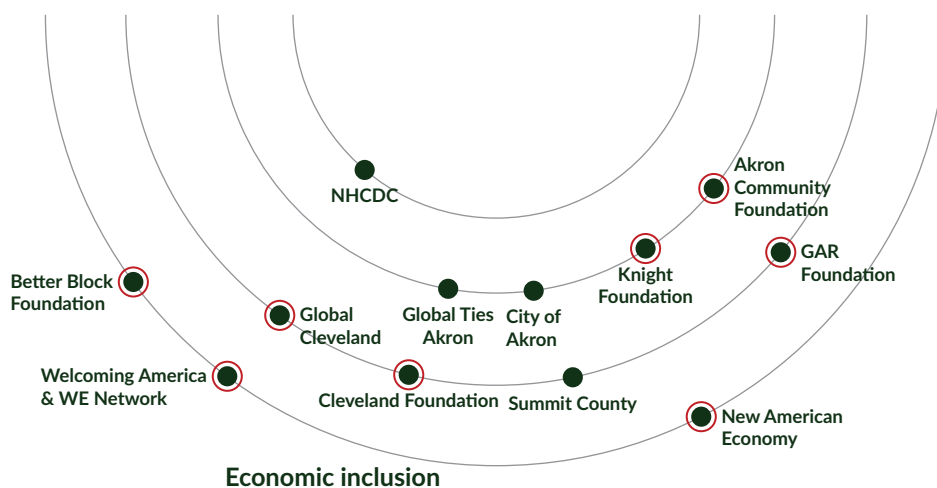 Akron
Community
Foundation
NHCDC
GAR
Foundation
Knight
Foundation
Better Block
Foundation
Global
Cleveland
Global Ties
Akron
City of
Akron
Welcoming America
& WE Network
Cleveland Foundation
Summit County
New American
Economy
Economic inclusion